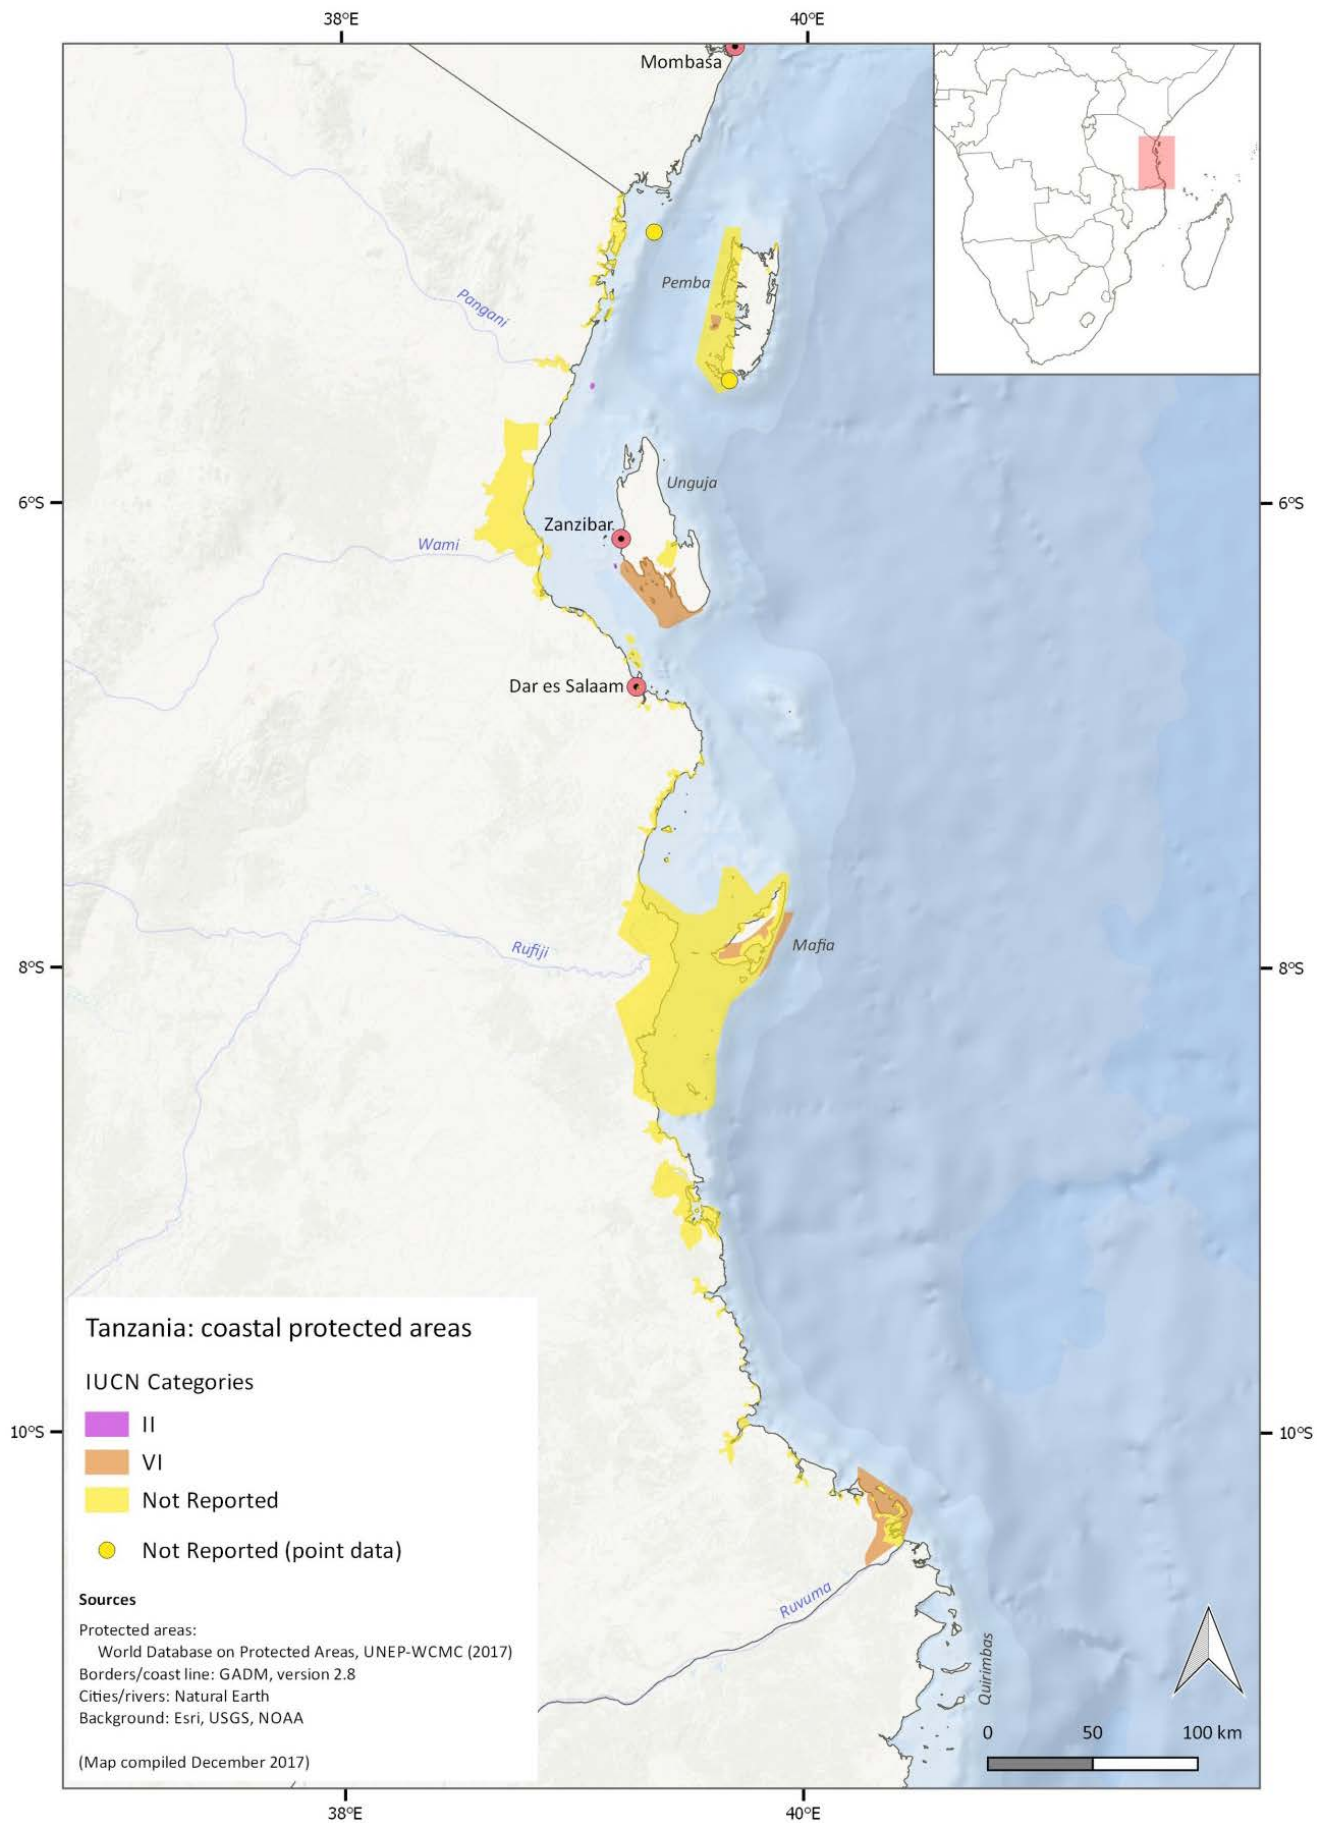 38°E 40°E
Mombasa
Pemba
Pangani
Unguja
6°S 6°S
Zanzibar
Wami
Dar es Salaam
Mafia
Rufiji
8°S 8°S
Tanzania: coastal protected areas
IUCN Categories
II
VI
Not Reported
Not Reported (point data)
10°S 10°S
Sources
Protected areas:
World Database on Protected Areas, UNEP-WCMC (2017)
Borders/coast line: GADM, version 2.8
Cities/rivers: Natural Earth
Background: Esri, USGS, NOAA
(Map compiled December 2017)
Ruvuma
Quirimbas
0 50 100 km
38°E 40°E